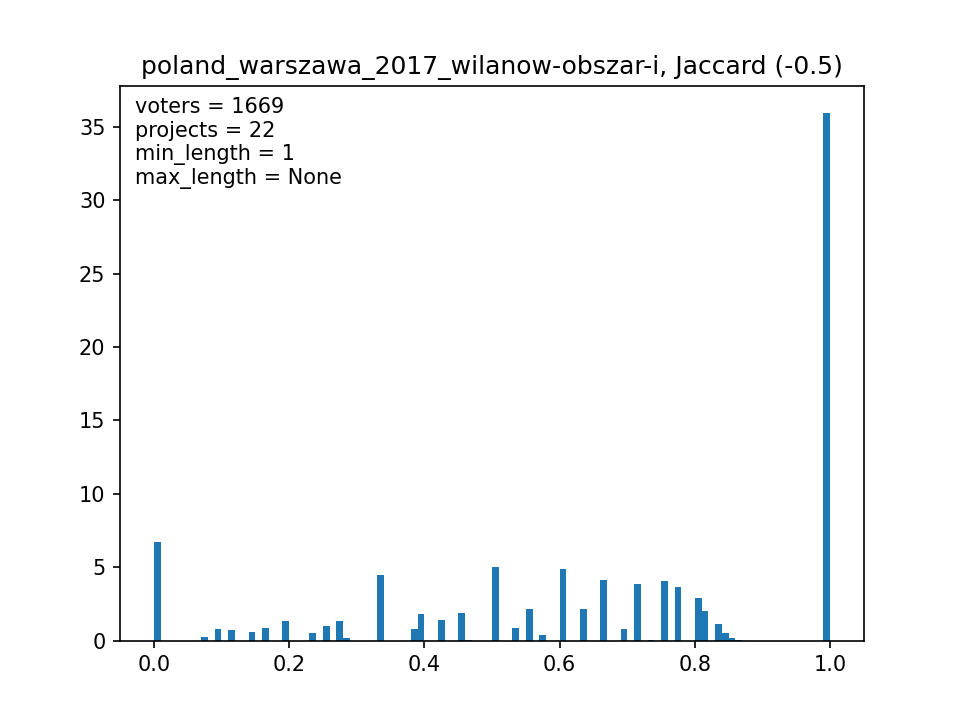 poland_warszawa_2017_wilanow-obszar-i, Jaccard (-0.5)
voters = 1669
projects = 22
min_length = 1
max_length = None
35
30
25
20
15
10
5
0
0.0 0.2 0.4 0.6 0.8 1.0